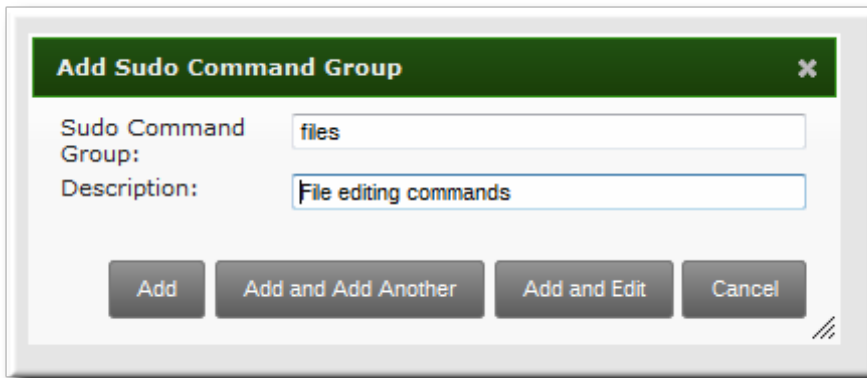 Add Sudo Command Group
Sudo Command
Group:
files
Description:
File editing commands
Add
Add and Add Another
Add and Edit
Cancel